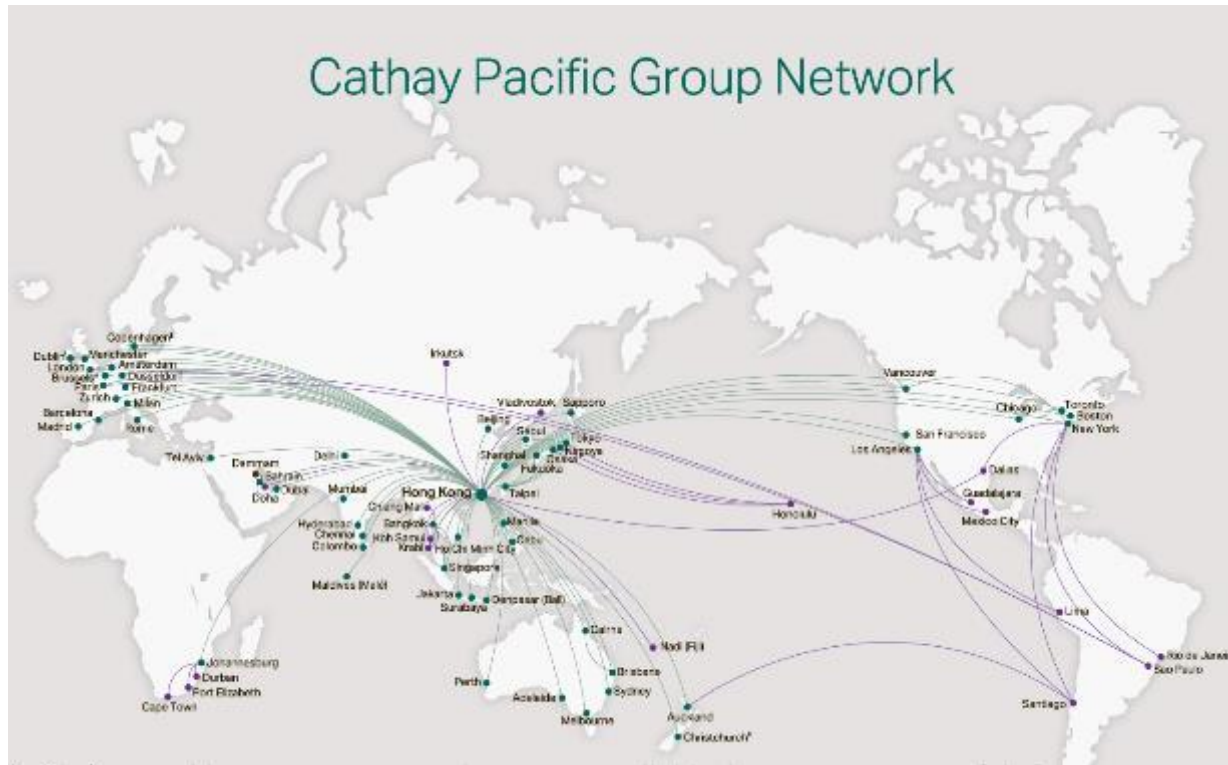 Cathay Pacific Group Network
Copenhagen
Dublin
Manchester
London
Amsterdam
Brussels
Dusseldorf
Paris
Frankfurt
Zurich
Milan
Barcelona
Madrid
Rome
Irkutsk
Vladivostok
Sapporo
Beijing
Seoul
Tokyo
Nagoya
Osaka
Shanghai
Fukuoka
Tel Aviv
Dammam
Bahrain
Dubai
Doha
Delhi
Mumbai
Hong Kong
Taipei
Chiang Mai
Hyderabad
Bangkok
Manila
Chennai
Koh Samui
Cebu
Colombo
Krabi
Ho Chi Minh City
Singapore
Maldives (Malé)
Jakarta
Surabaya
Denpasar (Bali)
Vancouver
Chicago
Toronto
Boston
New York
San Francisco
Los Angeles
Dallas
Guadalajara
Mexico City
Honolulu
Lima
Rio de Janei
Sao Paulo
Santiago
Cairns
Nadi (Fiji)
Perth
Brisbane
Adelaide
Sydney
Melbourne
Auckland
Christchurch
Johannesburg
Durban
Port Elizabeth
Cape Town